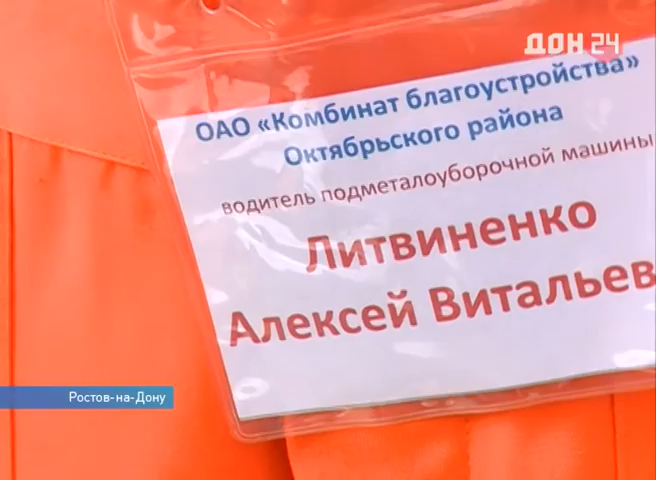 ДОН 24
ОАО «Комбинат благоустройства»
Октябрьского района
водитель подметалоуборочной машины
Литвиненко
Алексей Витальев
Ростов-на-Дону